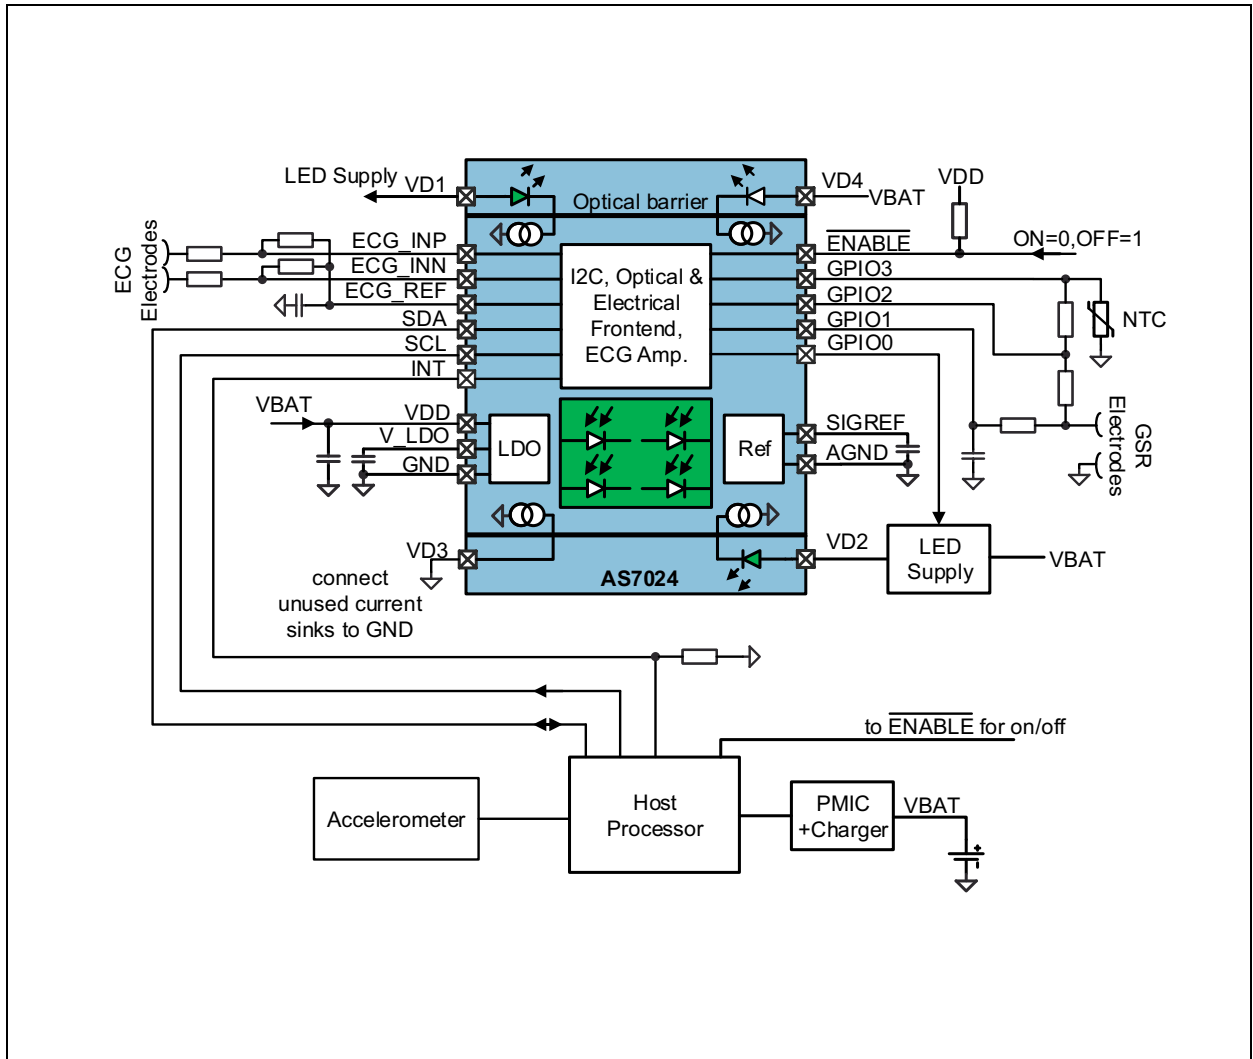 LED Supply
VD1
Optical barrier
VD4
VBAT
VDD
ECG
Electrodes
ECG_INP
ECG_INN
ECG_REF
SDA
SCL
INT
I2C, Optical &
Electrical
Frontend,
ECG Amp.
ENABLE
ON=0,OFF=1
GPIO3
GPIO2
GPIO1
GPIO0
NTC
VBAT
VDD
V_LDO
GND
LDO
Ref
SIGREF
AGND
GSR
Electrodes
VD3
connect
unused current
sinks to GND
AS7024
VD2
LED
Supply
VBAT
to ENABLE for on/off
Accelerometer
Host
Processor
PMIC
+Charger
VBAT
+
-